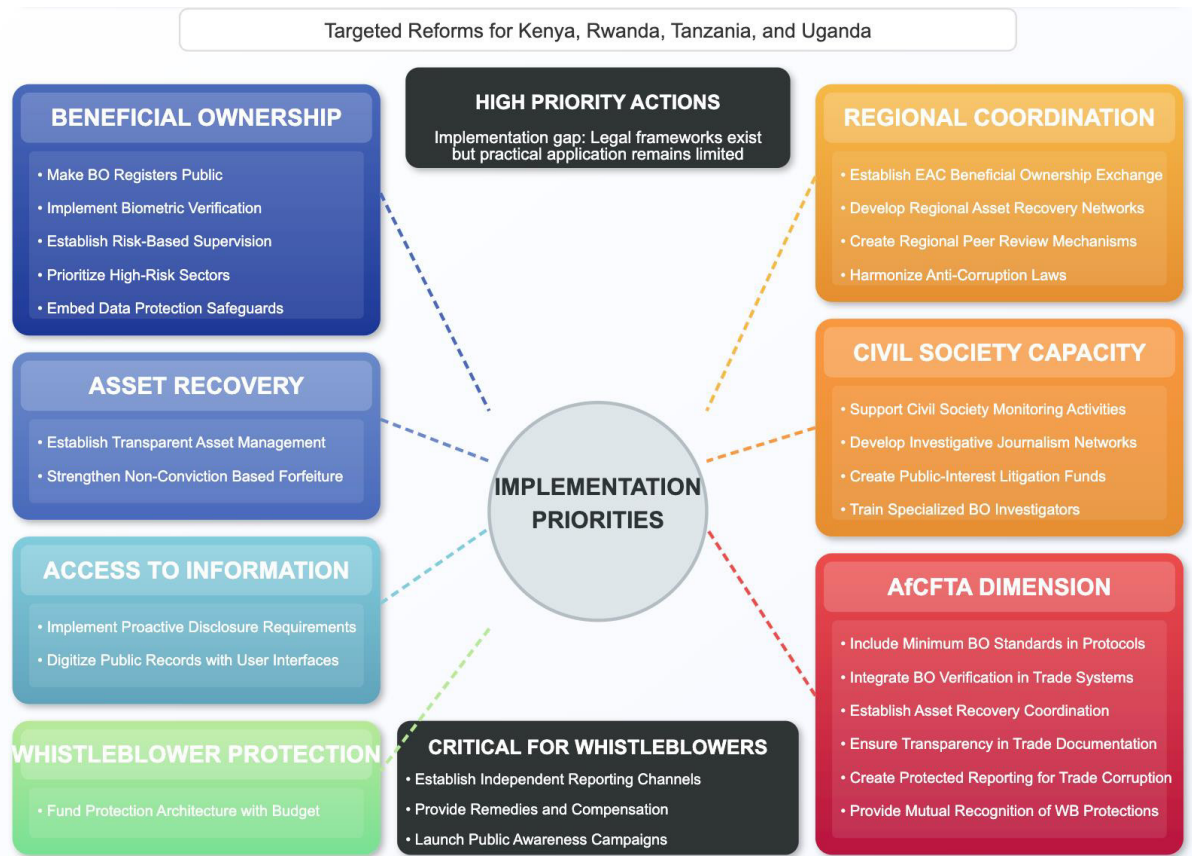 Targeted Reforms for Kenya, Rwanda, Tanzania, and Uganda
HIGH PRIORITY ACTIONS
Implementation gap: Legal frameworks exist
but practical application remains limited
BENEFICIAL OWNERSHIP
• Make BO Registers Public
• Implement Biometric Verification
• Establish Risk-Based Supervision
• Prioritize High-Risk Sectors
• Embed Data Protection Safeguards
ASSET RECOVERY
• Establish Transparent Asset Management
• Strengthen Non-Conviction Based Forfeiture
ACCESS TO INFORMATION
• Implement Proactive Disclosure Requirements
• Digitize Public Records with User Interfaces
WHISTLEBLOWER PROTECTION
• Fund Protection Architecture with Budget
IMPLEMENTATION
PRIORITIES
CRITICAL FOR WHISTLEBLOWERS
• Establish Independent Reporting Channels
• Provide Remedies and Compensation
• Launch Public Awareness Campaigns
REGIONAL COORDINATION
• Establish EAC Beneficial Ownership Exchange
• Develop Regional Asset Recovery Networks
• Create Regional Peer Review Mechanisms
• Harmonize Anti-Corruption Laws
CIVIL SOCIETY CAPACITY
• Support Civil Society Monitoring Activities
• Develop Investigative Journalism Networks
• Create Public-Interest Litigation Funds
• Train Specialized BO Investigators
AfCFTA DIMENSION
• Include Minimum BO Standards in Protocols
• Integrate BO Verification in Trade Systems
• Establish Asset Recovery Coordination
• Ensure Transparency in Trade Documentation
• Create Protected Reporting for Trade Corruption
• Provide Mutual Recognition of WB Protections